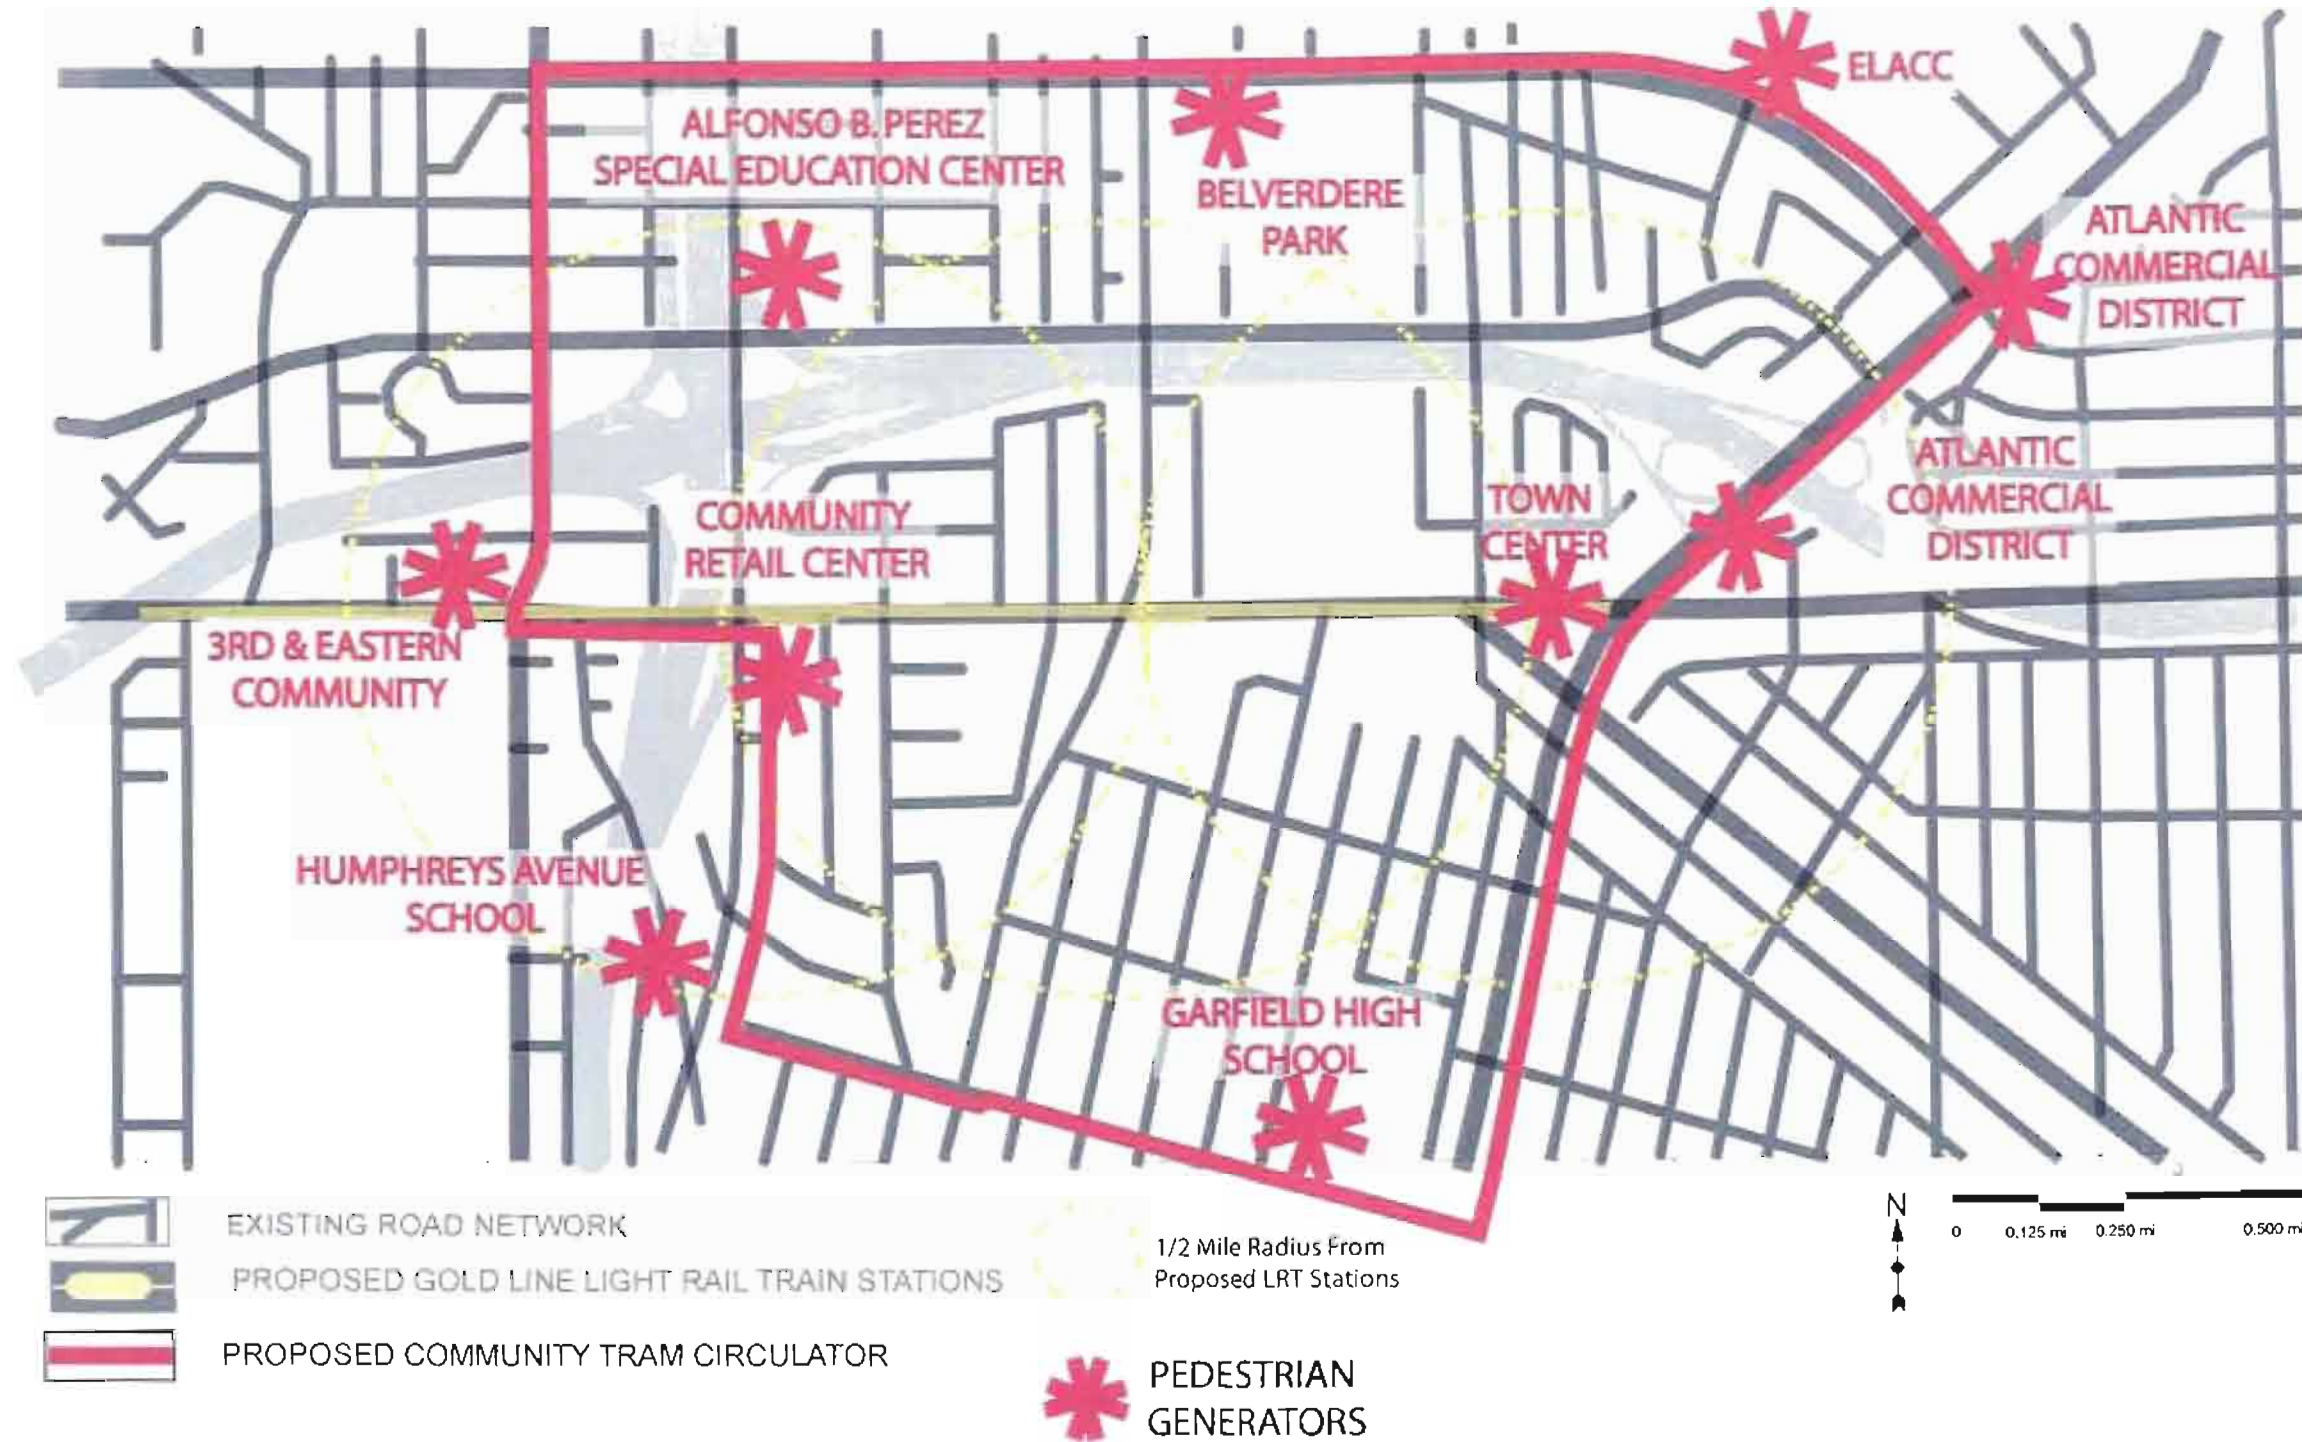 ELACC
ALFONSO B. PEREZ
SPECIAL EDUCATION CENTER
BELVERDERE
PARK
ATLANTIC
COMMERCIAL
DISTRICT
ATLANTIC
COMMERCIAL
DISTRICT
TOWN
CENTER
COMMUNITY
RETAIL CENTER
3RD & EASTERN
COMMUNITY
HUMPHREYS AVENUE
SCHOOL
GARFIELD HIGH
SCHOOL
EXISTING ROAD NETWORK
PROPOSED GOLD LINE LIGHT RAIL TRAIN STATIONS
PROPOSED COMMUNITY TRAM CIRCULATOR
1/2 Mile Radius From
Proposed LRT Stations
PEDESTRIAN
GENERATORS
N
0 0.125 mi 0.250 mi 0.500 mi